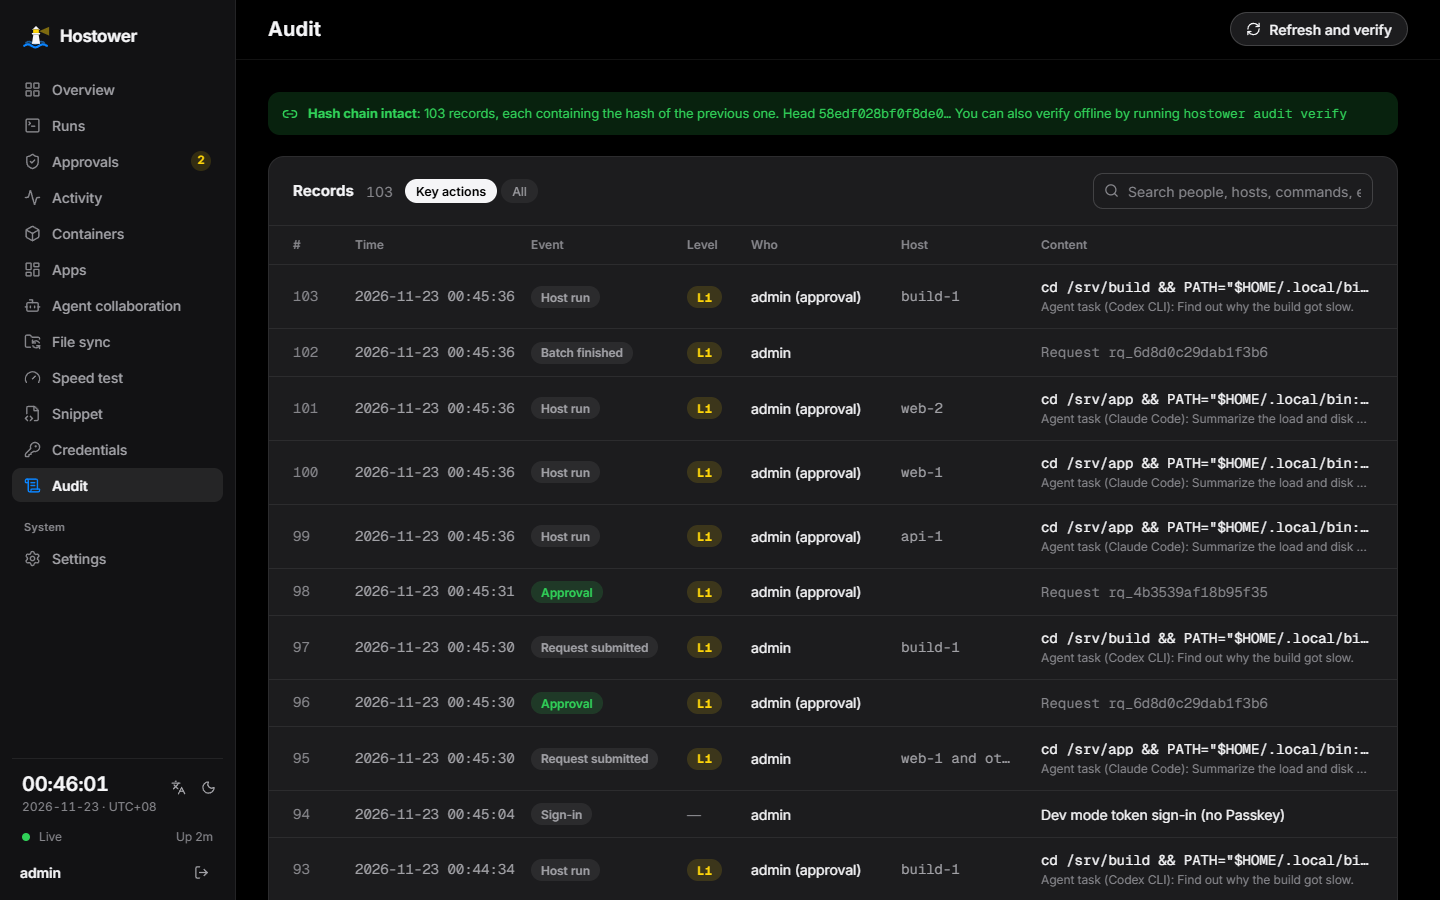 Hostower
Overview
Runs
Approvals 2
Activity
Containers
Apps
Agent collaboration
File sync
Speed test
Snippet
Credentials
Audit
System
Settings
00:46:01
2026-11-23 · UTC+08
Live Up 2m
admin
Audit
Refresh and verify
Hash chain intact: 103 records, each containing the hash of the previous one. Head 58edf028bf0f8de0… You can also verify offline by running hostower audit verify
Records 103 Key actions All Search people, hosts, commands, e
# Time Event Level Who Host Content
103 2026-11-23 00:45:36 Host run L1 admin (approval) build-1 cd /srv/build && PATH="$HOME/.local/bi…
Agent task (Codex CLI): Find out why the build got slow.
102 2026-11-23 00:45:36 Batch finished L1 admin Request rq_6d8d0c29dab1f3b6
101 2026-11-23 00:45:36 Host run L1 admin (approval) web-2 cd /srv/app && PATH="$HOME/.local/bin:…
Agent task (Claude Code): Summarize the load and disk …
100 2026-11-23 00:45:36 Host run L1 admin (approval) web-1 cd /srv/app && PATH="$HOME/.local/bin:…
Agent task (Claude Code): Summarize the load and disk …
99 2026-11-23 00:45:36 Host run L1 admin (approval) api-1 cd /srv/app && PATH="$HOME/.local/bin:…
Agent task (Claude Code): Summarize the load and disk …
98 2026-11-23 00:45:31 Approval L1 admin (approval) Request rq_4b3539af18b95f35
97 2026-11-23 00:45:30 Request submitted L1 admin build-1 cd /srv/build && PATH="$HOME/.local/bi…
Agent task (Codex CLI): Find out why the build got slow.
96 2026-11-23 00:45:30 Approval L1 admin (approval) Request rq_6d8d0c29dab1f3b6
95 2026-11-23 00:45:30 Request submitted L1 admin web-1 and ot… cd /srv/app && PATH="$HOME/.local/bin:…
Agent task (Claude Code): Summarize the load and disk …
94 2026-11-23 00:45:04 Sign-in — admin Dev mode token sign-in (no Passkey)
93 2026-11-23 00:44:34 Host run L1 admin (approval) build-1 cd /srv/build && PATH="$HOME/.local/bi…
Agent task (Codex CLI): Find out why the build got slow.